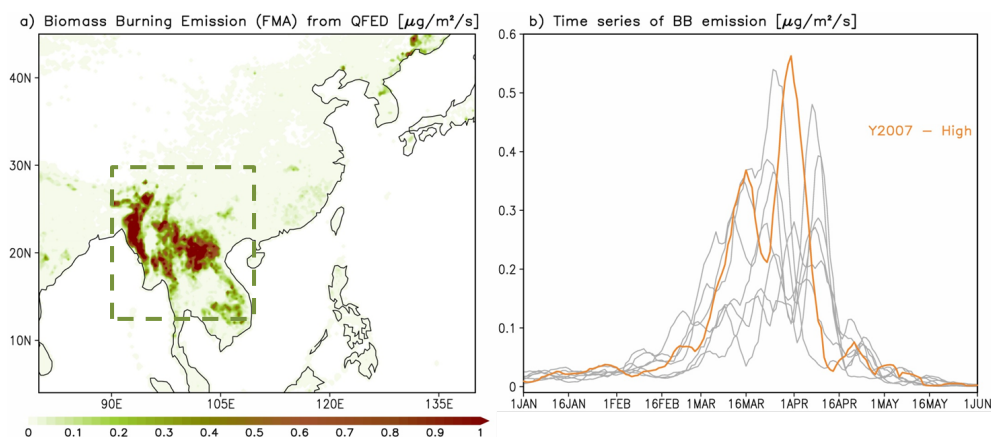 a) Biomass Burning Emission (FMA) from QFED [μg/m²/s]
40N
30N
20N
10N
90E 105E 120E 135E
0 0.1 0.2 0.3 0.4 0.5 0.6 0.7 0.8 0.9 1
b) Time series of BB emission [μg/m²/s]
0.6
0.5
0.4
0.3
0.2
0.1
0
Y2007 – High
1JAN 16JAN 1FEB 16FEB 1MAR 16MAR 1APR 16APR 1MAY 16MAY 1JUN